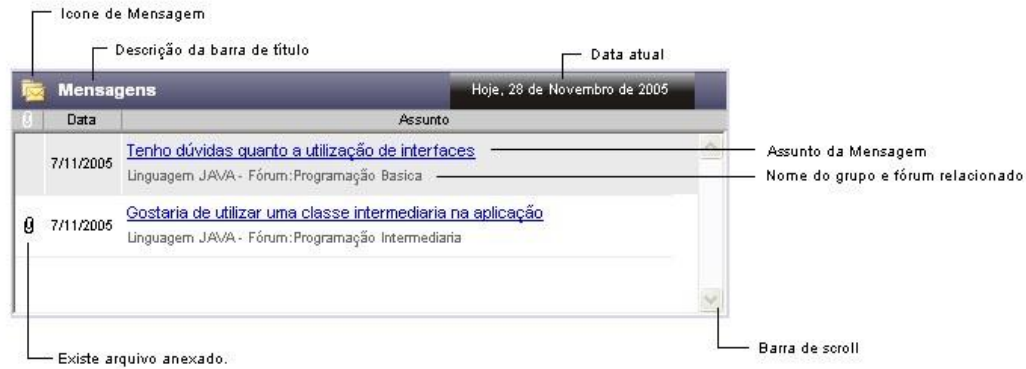 Icone de Mensagem
Descrição da barra de título
Data atual
Mensagens
Hoje, 28 de Novembro de 2005
Data
Assunto
7/11/2005
Tenho dúvidas quanto a utilização de interfaces
Assunto da Mensagem
Linguagem JAVA - Fórum:Programação Basica
Nome do grupo e fórum relacionado
7/11/2005
Gostaria de utilizar uma classe intermediaria na aplicação
Linguagem JAVA - Fórum:Programação Intermediaria
Barra de scroll
Existe arquivo anexado.